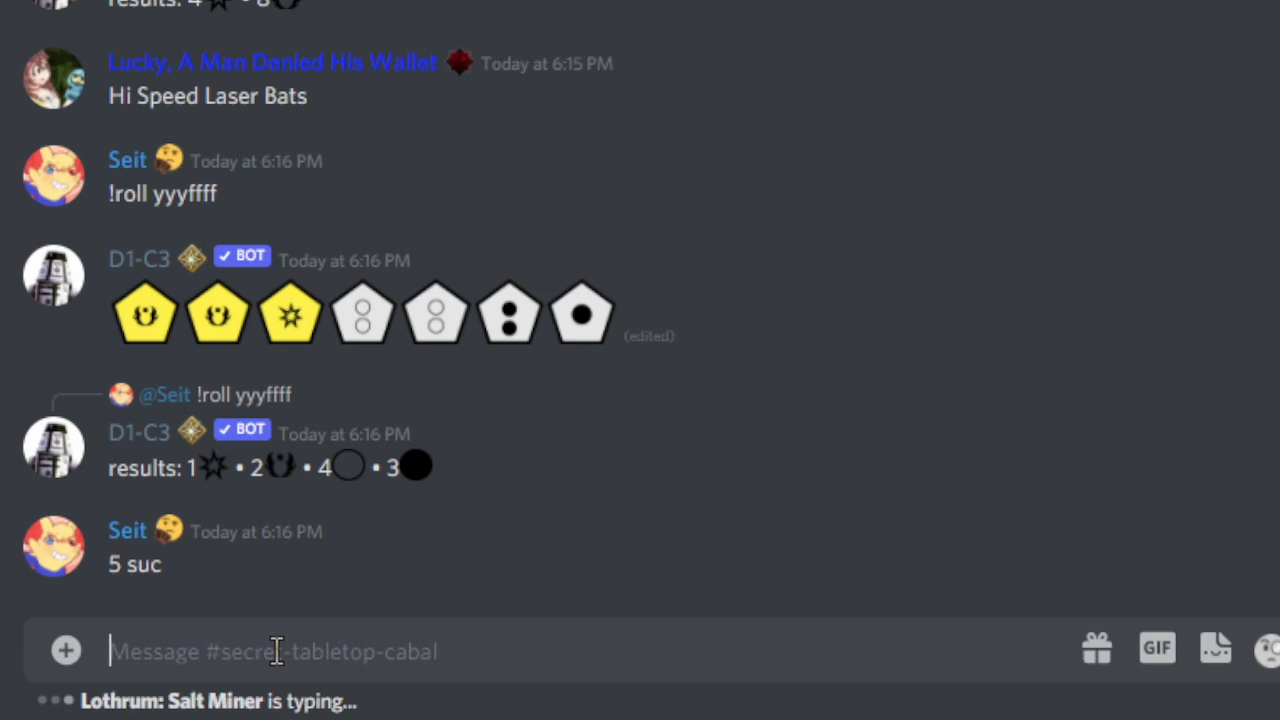 results: 4 • 8
Lucky, A Man Denied His Wallet Today at 6:15 PM
Hi Speed Laser Bats
Seit Today at 6:16 PM
!roll yyyffff
D1-C3 ✓ BOT Today at 6:16 PM
(edited)
@Seit !roll yyyffff
D1-C3 ✓ BOT Today at 6:16 PM
results: 1 • 2 • 4 • 3
Seit Today at 6:16 PM
5 suc
Message #secret-tabletop-cabal
GIF
Lothrum: Salt Miner is typing...